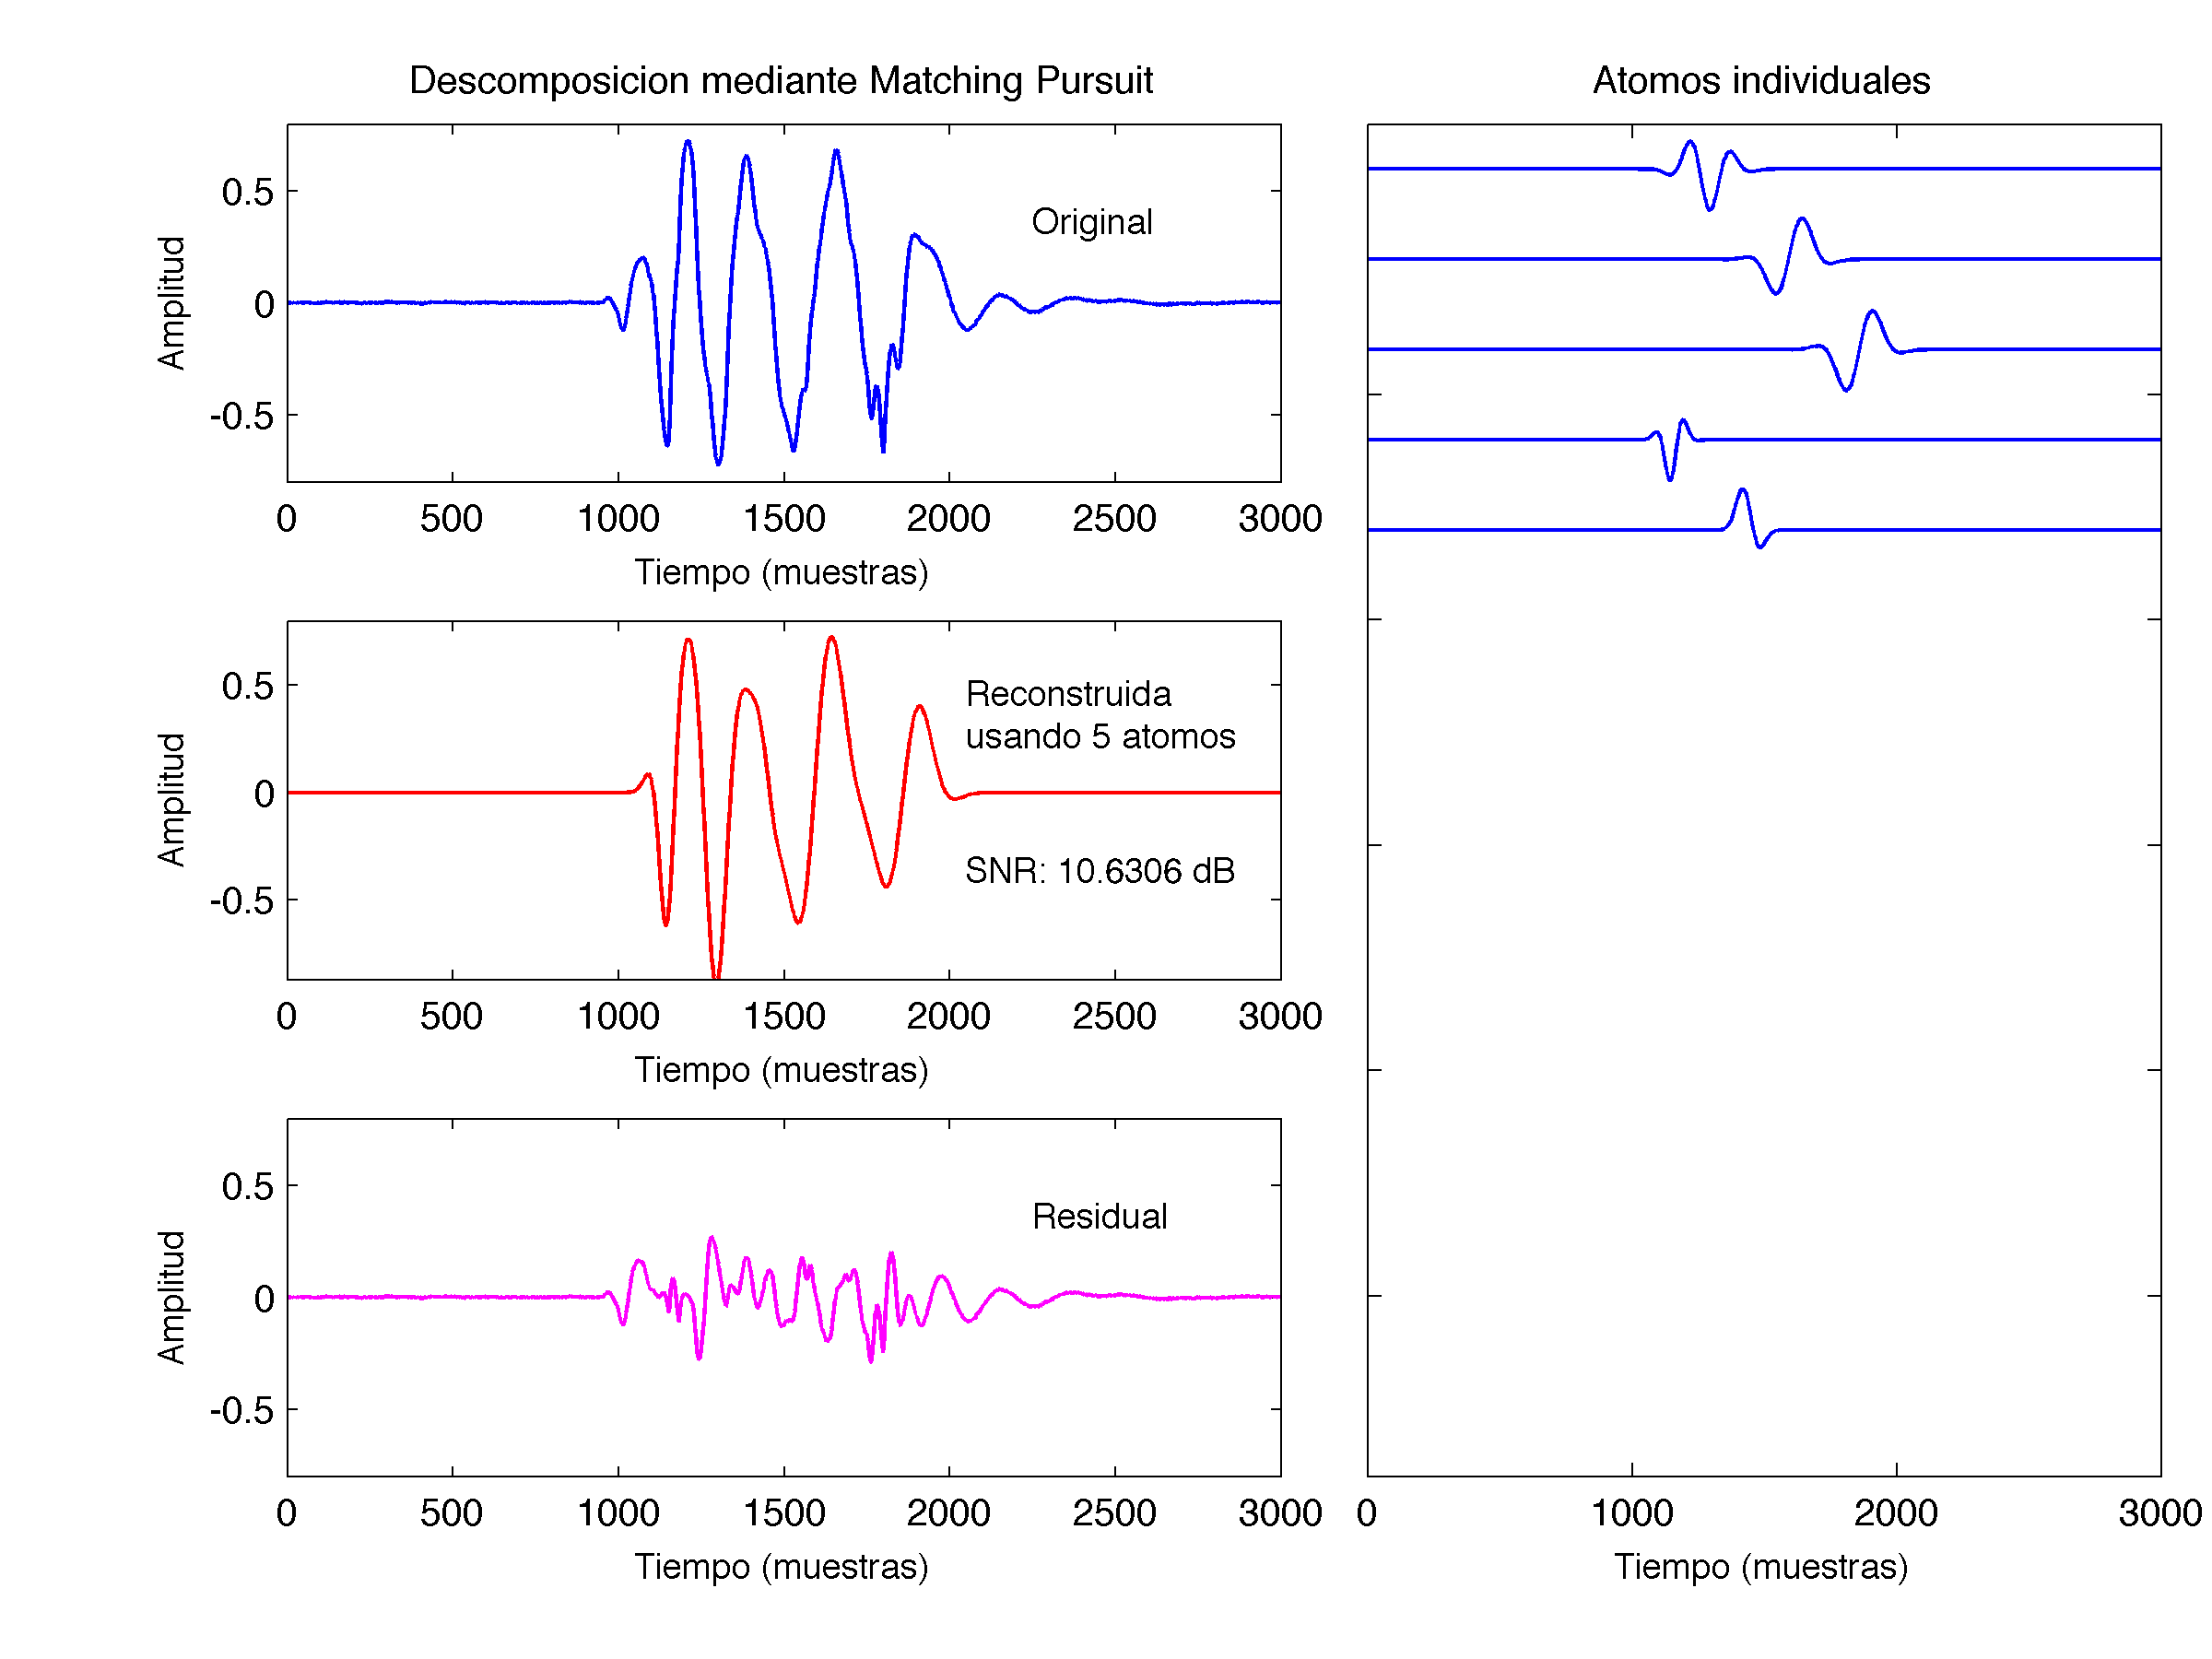 Descomposicion mediante Matching Pursuit
0.5
0
-0.5
Amplitud
Original
0 500 1000 1500 2000 2500 3000
Tiempo (muestras)
0.5
0
-0.5
Amplitud
Reconstruida
usando 5 atomos
SNR: 10.6306 dB
0 500 1000 1500 2000 2500 3000
Tiempo (muestras)
0.5
0
-0.5
Amplitud
Residual
0 500 1000 1500 2000 2500 3000
Tiempo (muestras)
Atomos individuales
0 1000 2000 3000
Tiempo (muestras)